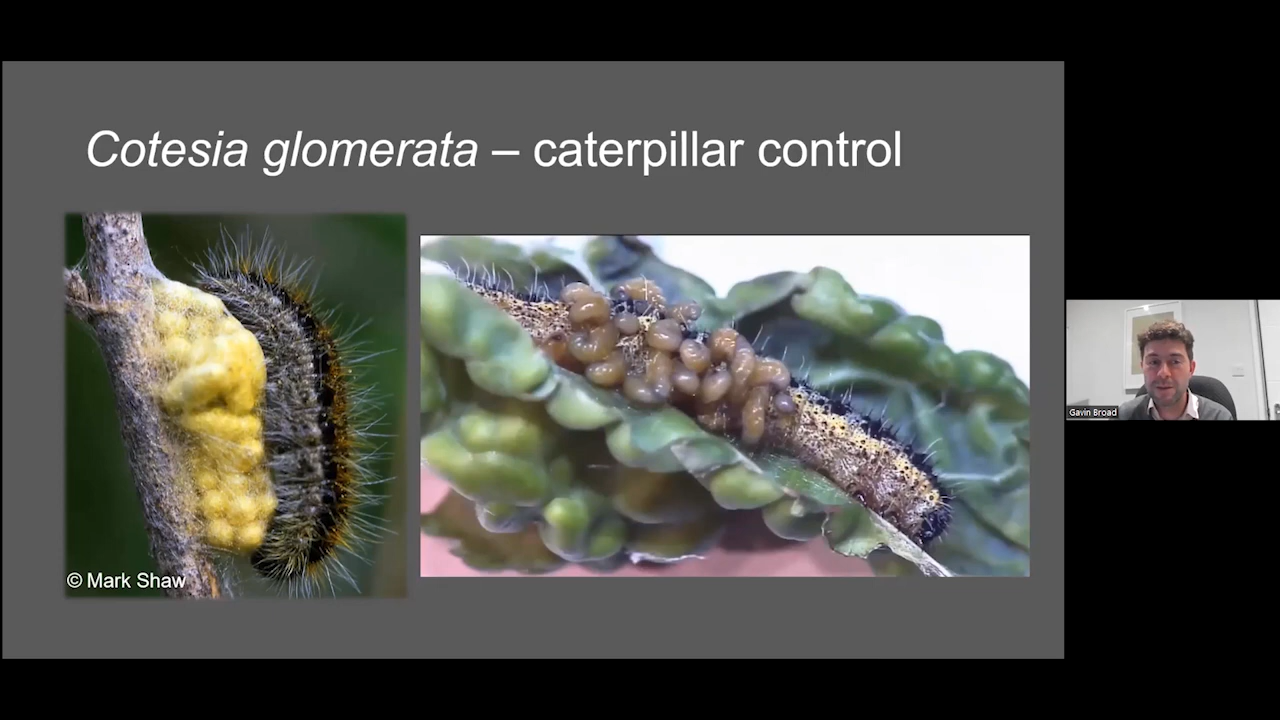 Cotesia glomerata – caterpillar control
© Mark Shaw
Gavin Broad